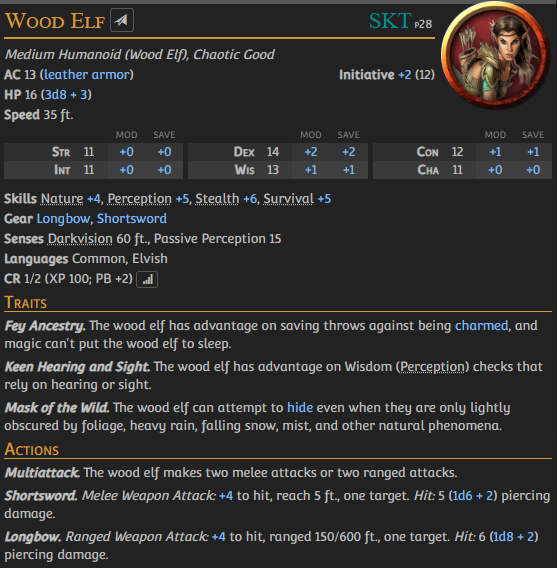 Wood Elf SKT p28
Medium Humanoid (Wood Elf), Chaotic Good
AC 13 (leather armor) Initiative +2 (12)
HP 16 (3d8 + 3)
Speed 35 ft.
MOD SAVE MOD SAVE MOD SAVE
Str 11 +0 +0 Dex 14 +2 +2 Con 12 +1 +1
Int 11 +0 +0 Wis 13 +1 +1 Cha 11 +0 +0
Skills Nature +4, Perception +5, Stealth +6, Survival +5
Gear Longbow, Shortsword
Senses Darkvision 60 ft., Passive Perception 15
Languages Common, Elvish
CR 1/2 (XP 100; PB +2)
Traits
Fey Ancestry. The wood elf has advantage on saving throws against being charmed, and
magic can't put the wood elf to sleep.
Keen Hearing and Sight. The wood elf has advantage on Wisdom (Perception) checks that
rely on hearing or sight.
Mask of the Wild. The wood elf can attempt to hide even when they are only lightly
obscured by foliage, heavy rain, falling snow, mist, and other natural phenomena.
Actions
Multiattack. The wood elf makes two melee attacks or two ranged attacks.
Shortsword. Melee Weapon Attack: +4 to hit, reach 5 ft., one target. Hit: 5 (1d6 + 2) piercing
damage.
Longbow. Ranged Weapon Attack: +4 to hit, ranged 150/600 ft., one target. Hit: 6 (1d8 + 2)
piercing damage.